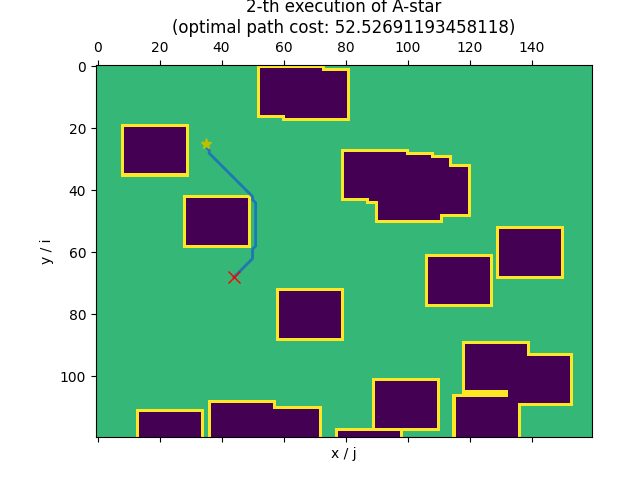 2-th execution of A-star
(optimal path cost: 52.52691193458118)
0 20 40 60 80 100 120 140
0
20
40
60
80
100
y / i
x / j